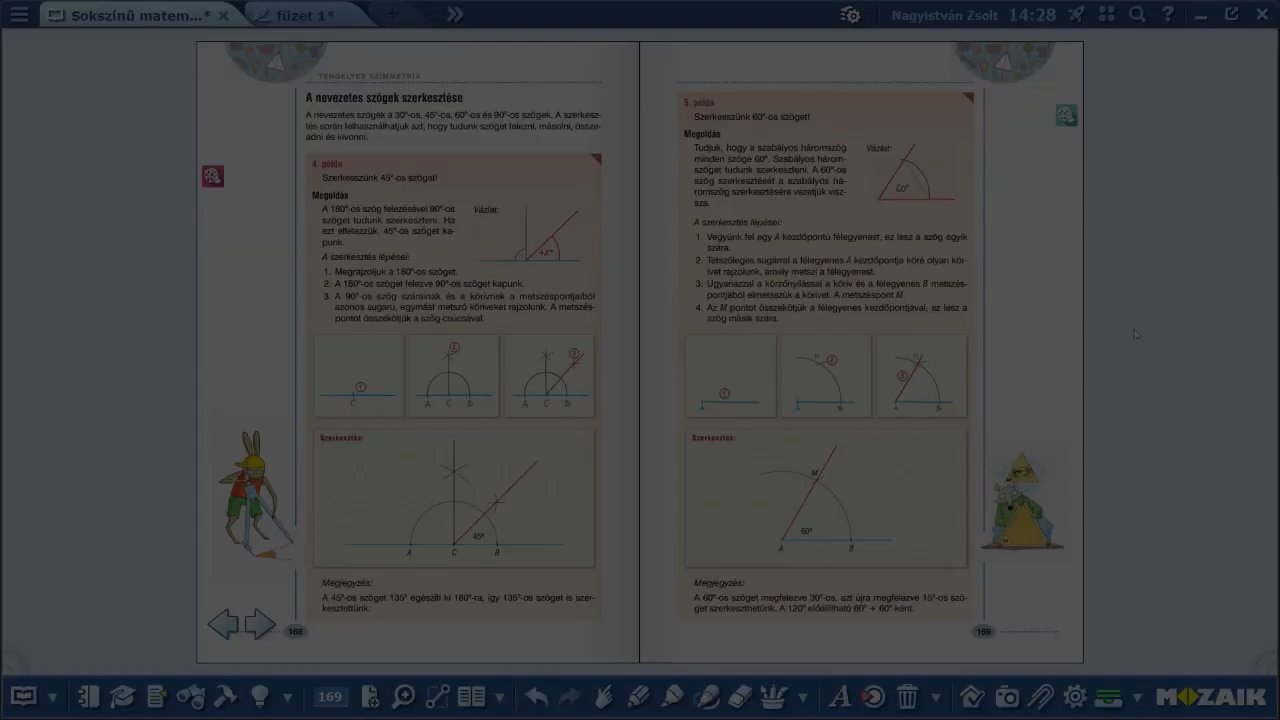 Sokszínű matem...*
füzet 1*
Nagyistván Zsolt 14:28
TENGELYES SZIMMETRIA
A nevezetes szögek szerkesztése
A nevezetes szögek a 30°-os, 45°-os, 60°-os és 90°-os szögek. A szerkesz-
tés során felhasználhatjuk azt, hogy tudunk szöget felezni, másolni, össze-
adni és kivonni.
4. példa
Szerkesszünk 45°-os szöget!
Megoldás
A 180°-os szög felezésével 90°-os
szöget tudunk szerkeszteni. Ha
ezt elfelezzük, 45°-os szöget ka-
punk.
Vázlat:
45°
A szerkesztés lépései:
1. Megrajzoljuk a 180°-os szöget.
2. A 180°-os szöget felezve 90°-os szöget kapunk.
3. A 90°-os szög szárainak és a körívnek a metszéspontjaiból
azonos sugarú, egymást metsző köríveket rajzolunk. A metszés-
pontot összekötjük a szög csúcsával.
1
C
2
A C B
3
A C B
Szerkesztés:
45°
A C B
Megjegyzés:
A 45°-os szöget 135° egészíti ki 180°-ra, így 135°-os szöget is szer-
kesztettünk.
168
5. példa
Szerkesszünk 60°-os szöget!
Megoldás
Tudjuk, hogy a szabályos háromszög
minden szöge 60°. Szabályos három-
szöget tudunk szerkeszteni. A 60°-os
szög szerkesztését a szabályos há-
romszög szerkesztésére vezetjük visz-
sza.
Vázlat:
60°
A szerkesztés lépései:
1. Vegyünk fel egy A kezdőpontú félegyenest, ez lesz a szög egyik
szára.
2. Tetszőleges sugárral a félegyenes A kezdőpontja köré olyan kör-
ívet rajzolunk, amely metszi a félegyenest.
3. Ugyanazzal a körzőnyílással a körív és a félegyenes B metszés-
pontjából elmetsszük a körívet. A metszéspont M.
4. Az M pontot összekötjük a félegyenes kezdőpontjával, ez lesz a
szög másik szára.
1
A
M 2
A B
M
3
A B
Szerkesztés:
M
60°
A B
Megjegyzés:
A 60°-os szöget megfelezve 30°-os, azt újra megfelezve 15°-os szö-
get szerkeszthetünk. A 120° előállítható 60° + 60°-ként.
169
169
MOZAIK